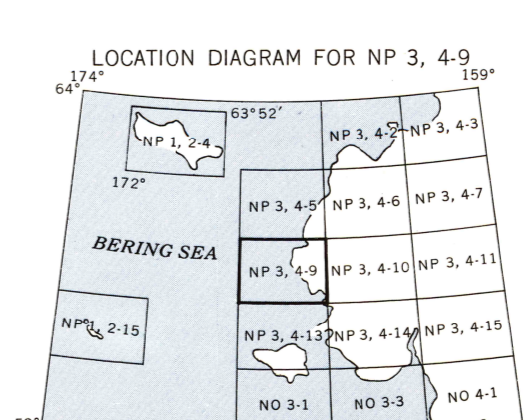 LOCATION DIAGRAM FOR NP 3, 4-9
174°
159°
64°
63°52′
NP 1, 2-4
NP 3, 4-2
NP 3, 4-3
172°
NP 3, 4-5
NP 3, 4-6
NP 3, 4-7
BERING SEA
NP 3, 4-9
NP 3, 4-10
NP 3, 4-11
NP 1, 2-15
NP 3, 4-13
NP 3, 4-14
NP 3, 4-15
NO 3-1
NO 3-3
NO 4-1